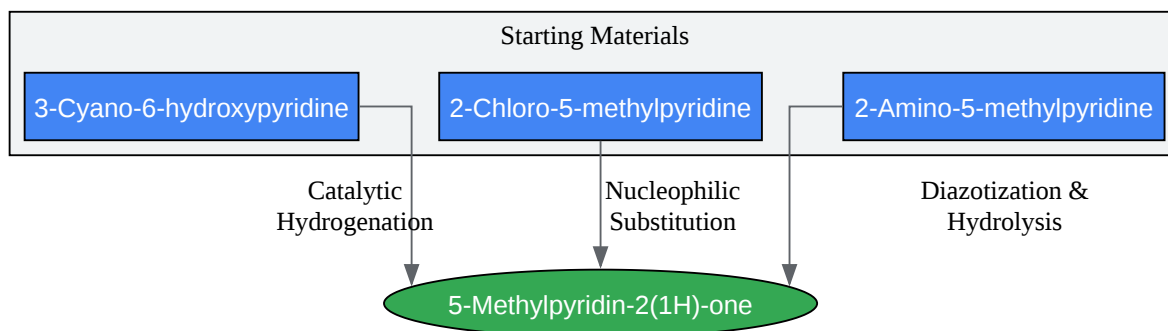 Starting Materials
3-Cyano-6-hydroxypyridine
2-Chloro-5-methylpyridine
2-Amino-5-methylpyridine
Catalytic
Hydrogenation
Nucleophilic
Substitution
Diazotization &
Hydrolysis
5-Methylpyridin-2(1H)-one